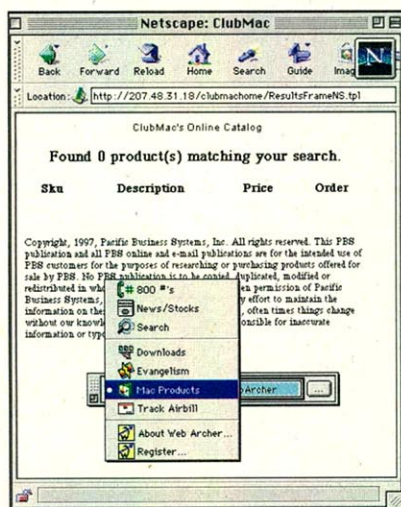 Netscape: ClubMac
Back Forward Reload Home Search Guide Imag
N
Location: http://207.48.31.18/clubmachome/ResultsFrameNS.tpl
ClubMac's Online Catalog
Found 0 product(s) matching your search.
Sku Description Price Order
Copyright, 1997, Pacific Business Systems, Inc. All rights reserved. This PBS
publication and all PBS online and e-mail publications are for the intended use of
PBS customers for the purposes of researching or purchasing products offered for
sale by PBS. No PBS publication is to be copied, duplicated, modified or
redistributed in who en permission of Pacific
Business Systems, y effort to maintain the
information on the , often times things change
without our knowl onsible for inaccurate
information or typo
# 800 #'s
News/Stocks
Search
Downloads
Evangelism
Mac Products
Archer ...
Track Airbill
About Web Archer...
Register...